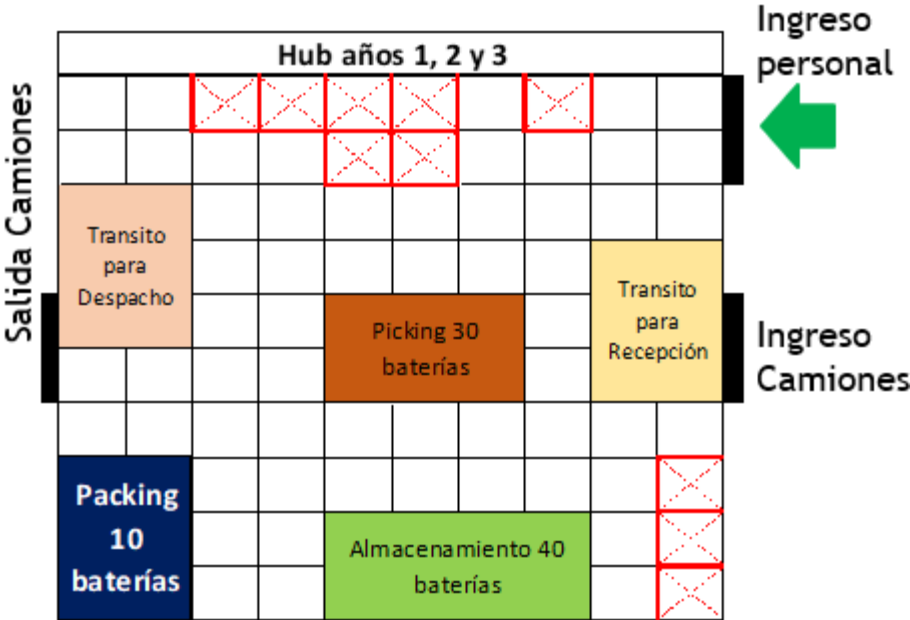 Hub años 1, 2 y 3
Ingreso
personal
Salida Camiones
Transito
para
Despacho
Picking 30
baterías
Transito
para
Recepción
Ingreso
Camiones
Packing
10
baterías
Almacenamiento 40
baterías